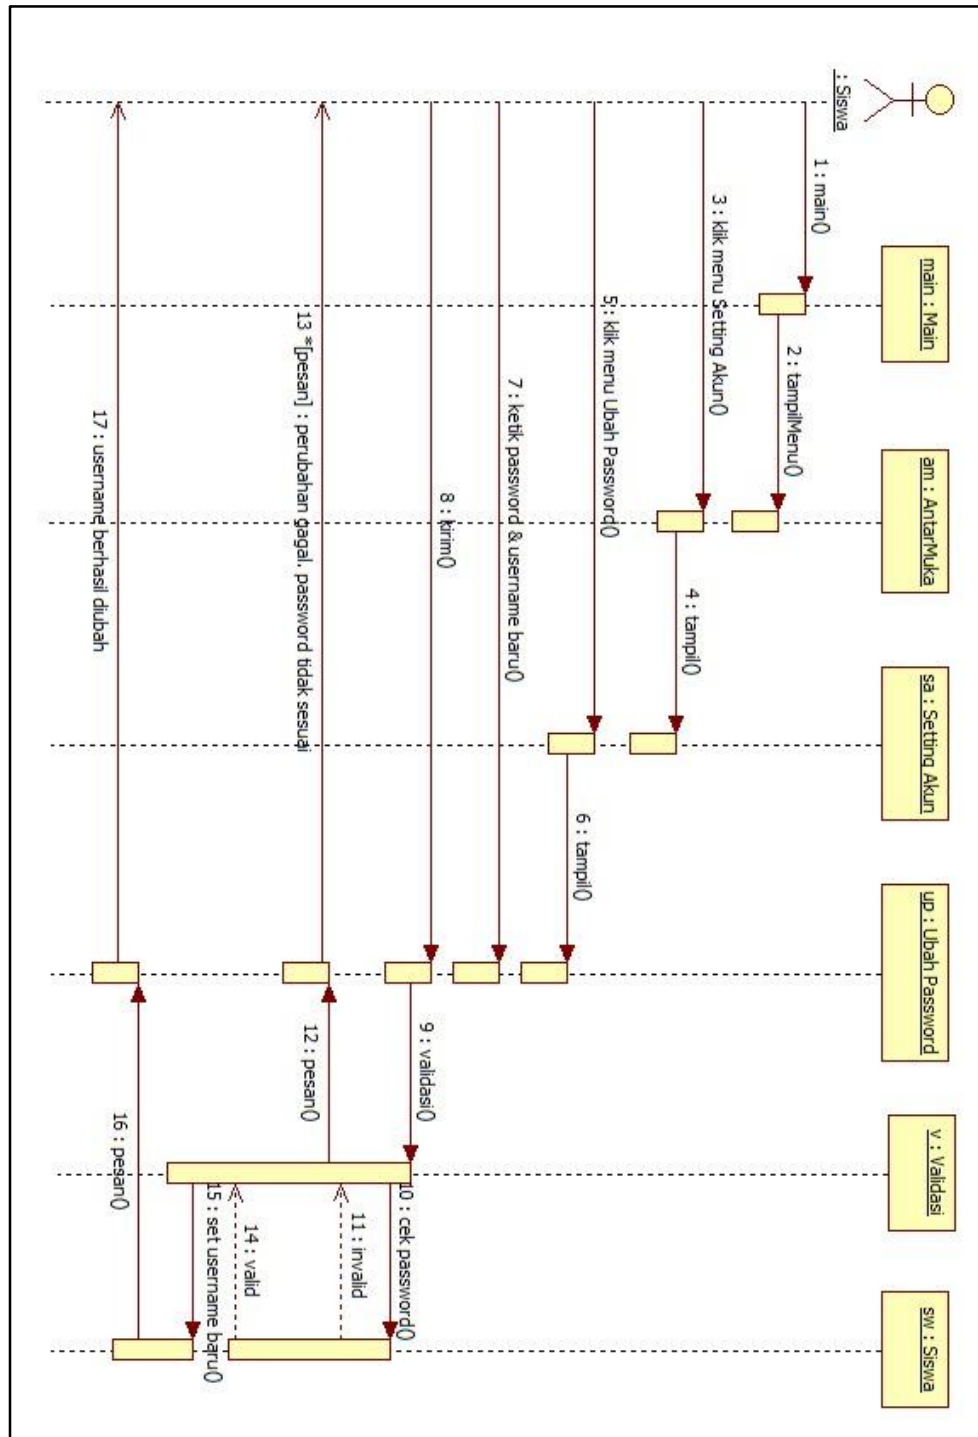 : Siswa
main : Main
am : AntarMuka
sa : Setting Akun
up : Ubah Password
v : Validasi
sw : Siswa
1 : main()
2 : tampilMenu()
3 : klik menu Setting Akun()
4 : tampil()
5 : klik menu Ubah Password()
6 : tampil()
7 : ketik password & username baru()
8 : kirim()
9 : validasi()
10 : cek password()
11 : invalid
12 : pesan()
13 *[pesan] : perubahan gagal. password tidak sesuai
14 : valid
15 : set username baru()
16 : pesan()
17 : username berhasil diubah